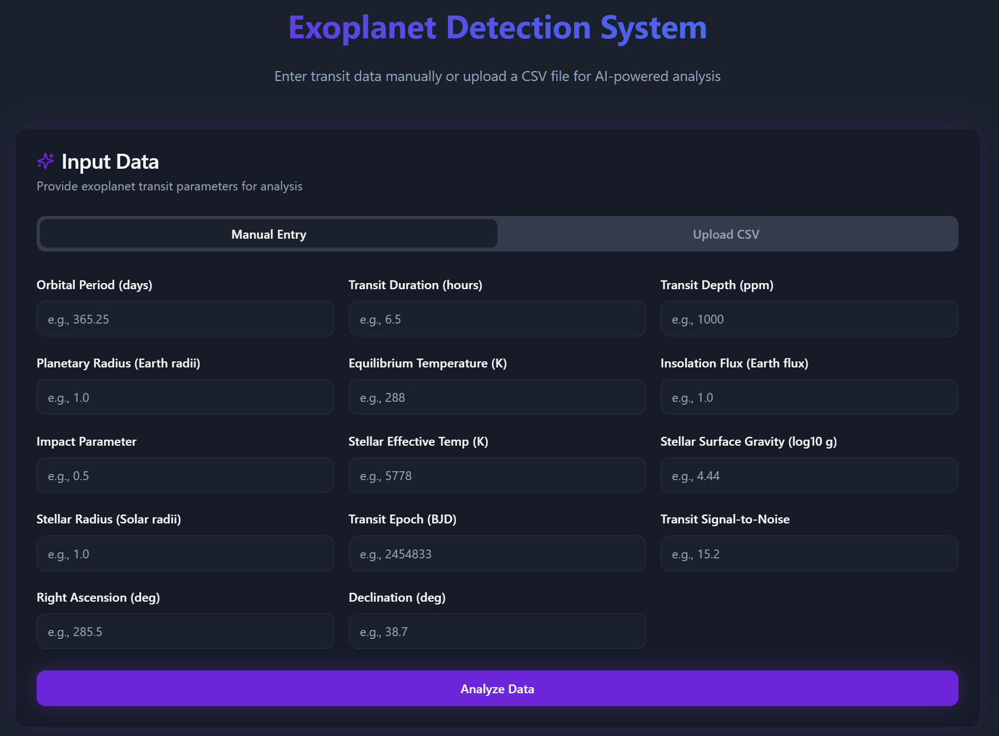 Exoplanet Detection System
Enter transit data manually or upload a CSV file for AI-powered analysis
Input Data
Provide exoplanet transit parameters for analysis
Manual Entry
Upload CSV
Orbital Period (days)
Transit Duration (hours)
Transit Depth (ppm)
e.g., 365.25
e.g., 6.5
e.g., 1000
Planetary Radius (Earth radii)
Equilibrium Temperature (K)
Insolation Flux (Earth flux)
e.g., 1.0
e.g., 288
e.g., 1.0
Impact Parameter
Stellar Effective Temp (K)
Stellar Surface Gravity (log10 g)
e.g., 0.5
e.g., 5778
e.g., 4.44
Stellar Radius (Solar radii)
Transit Epoch (BJD)
Transit Signal-to-Noise
e.g., 1.0
e.g., 2454833
e.g., 15.2
Right Ascension (deg)
Declination (deg)
e.g., 285.5
e.g., 38.7
Analyze Data